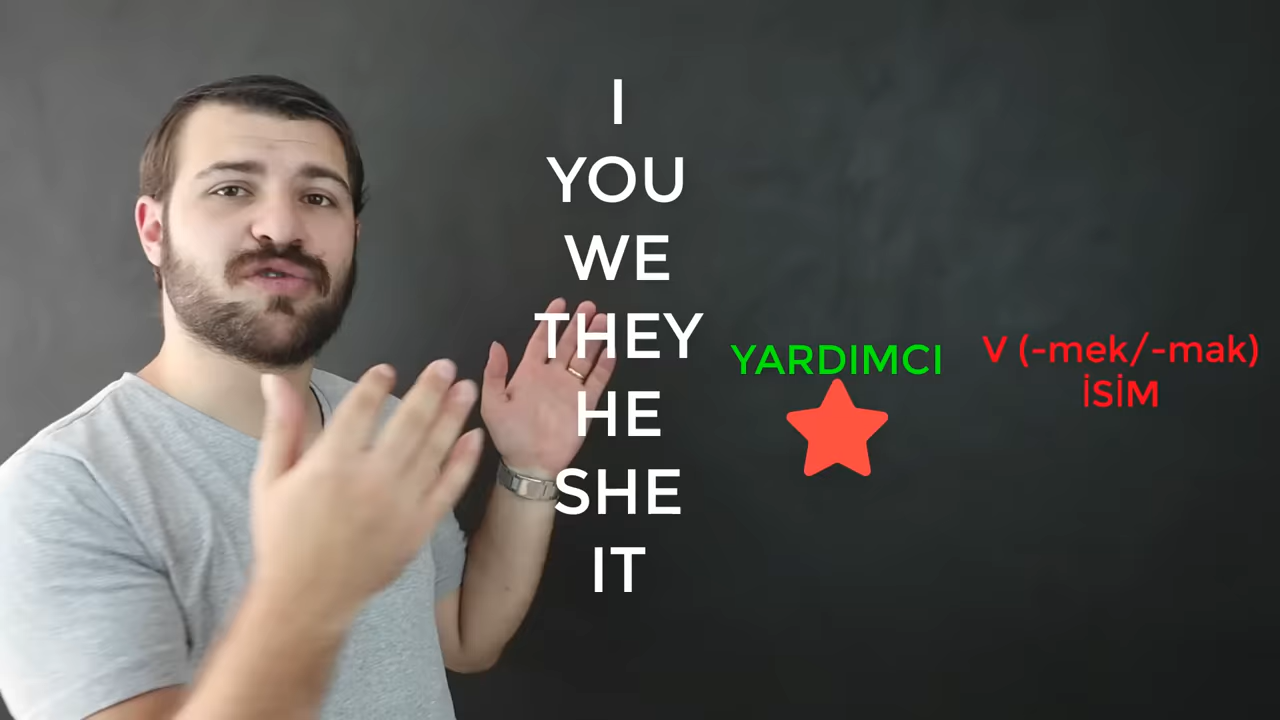 I
YOU
WE
THEY
HE
SHE
IT
YARDIMCI
V (-mek/-mak)
İSİM